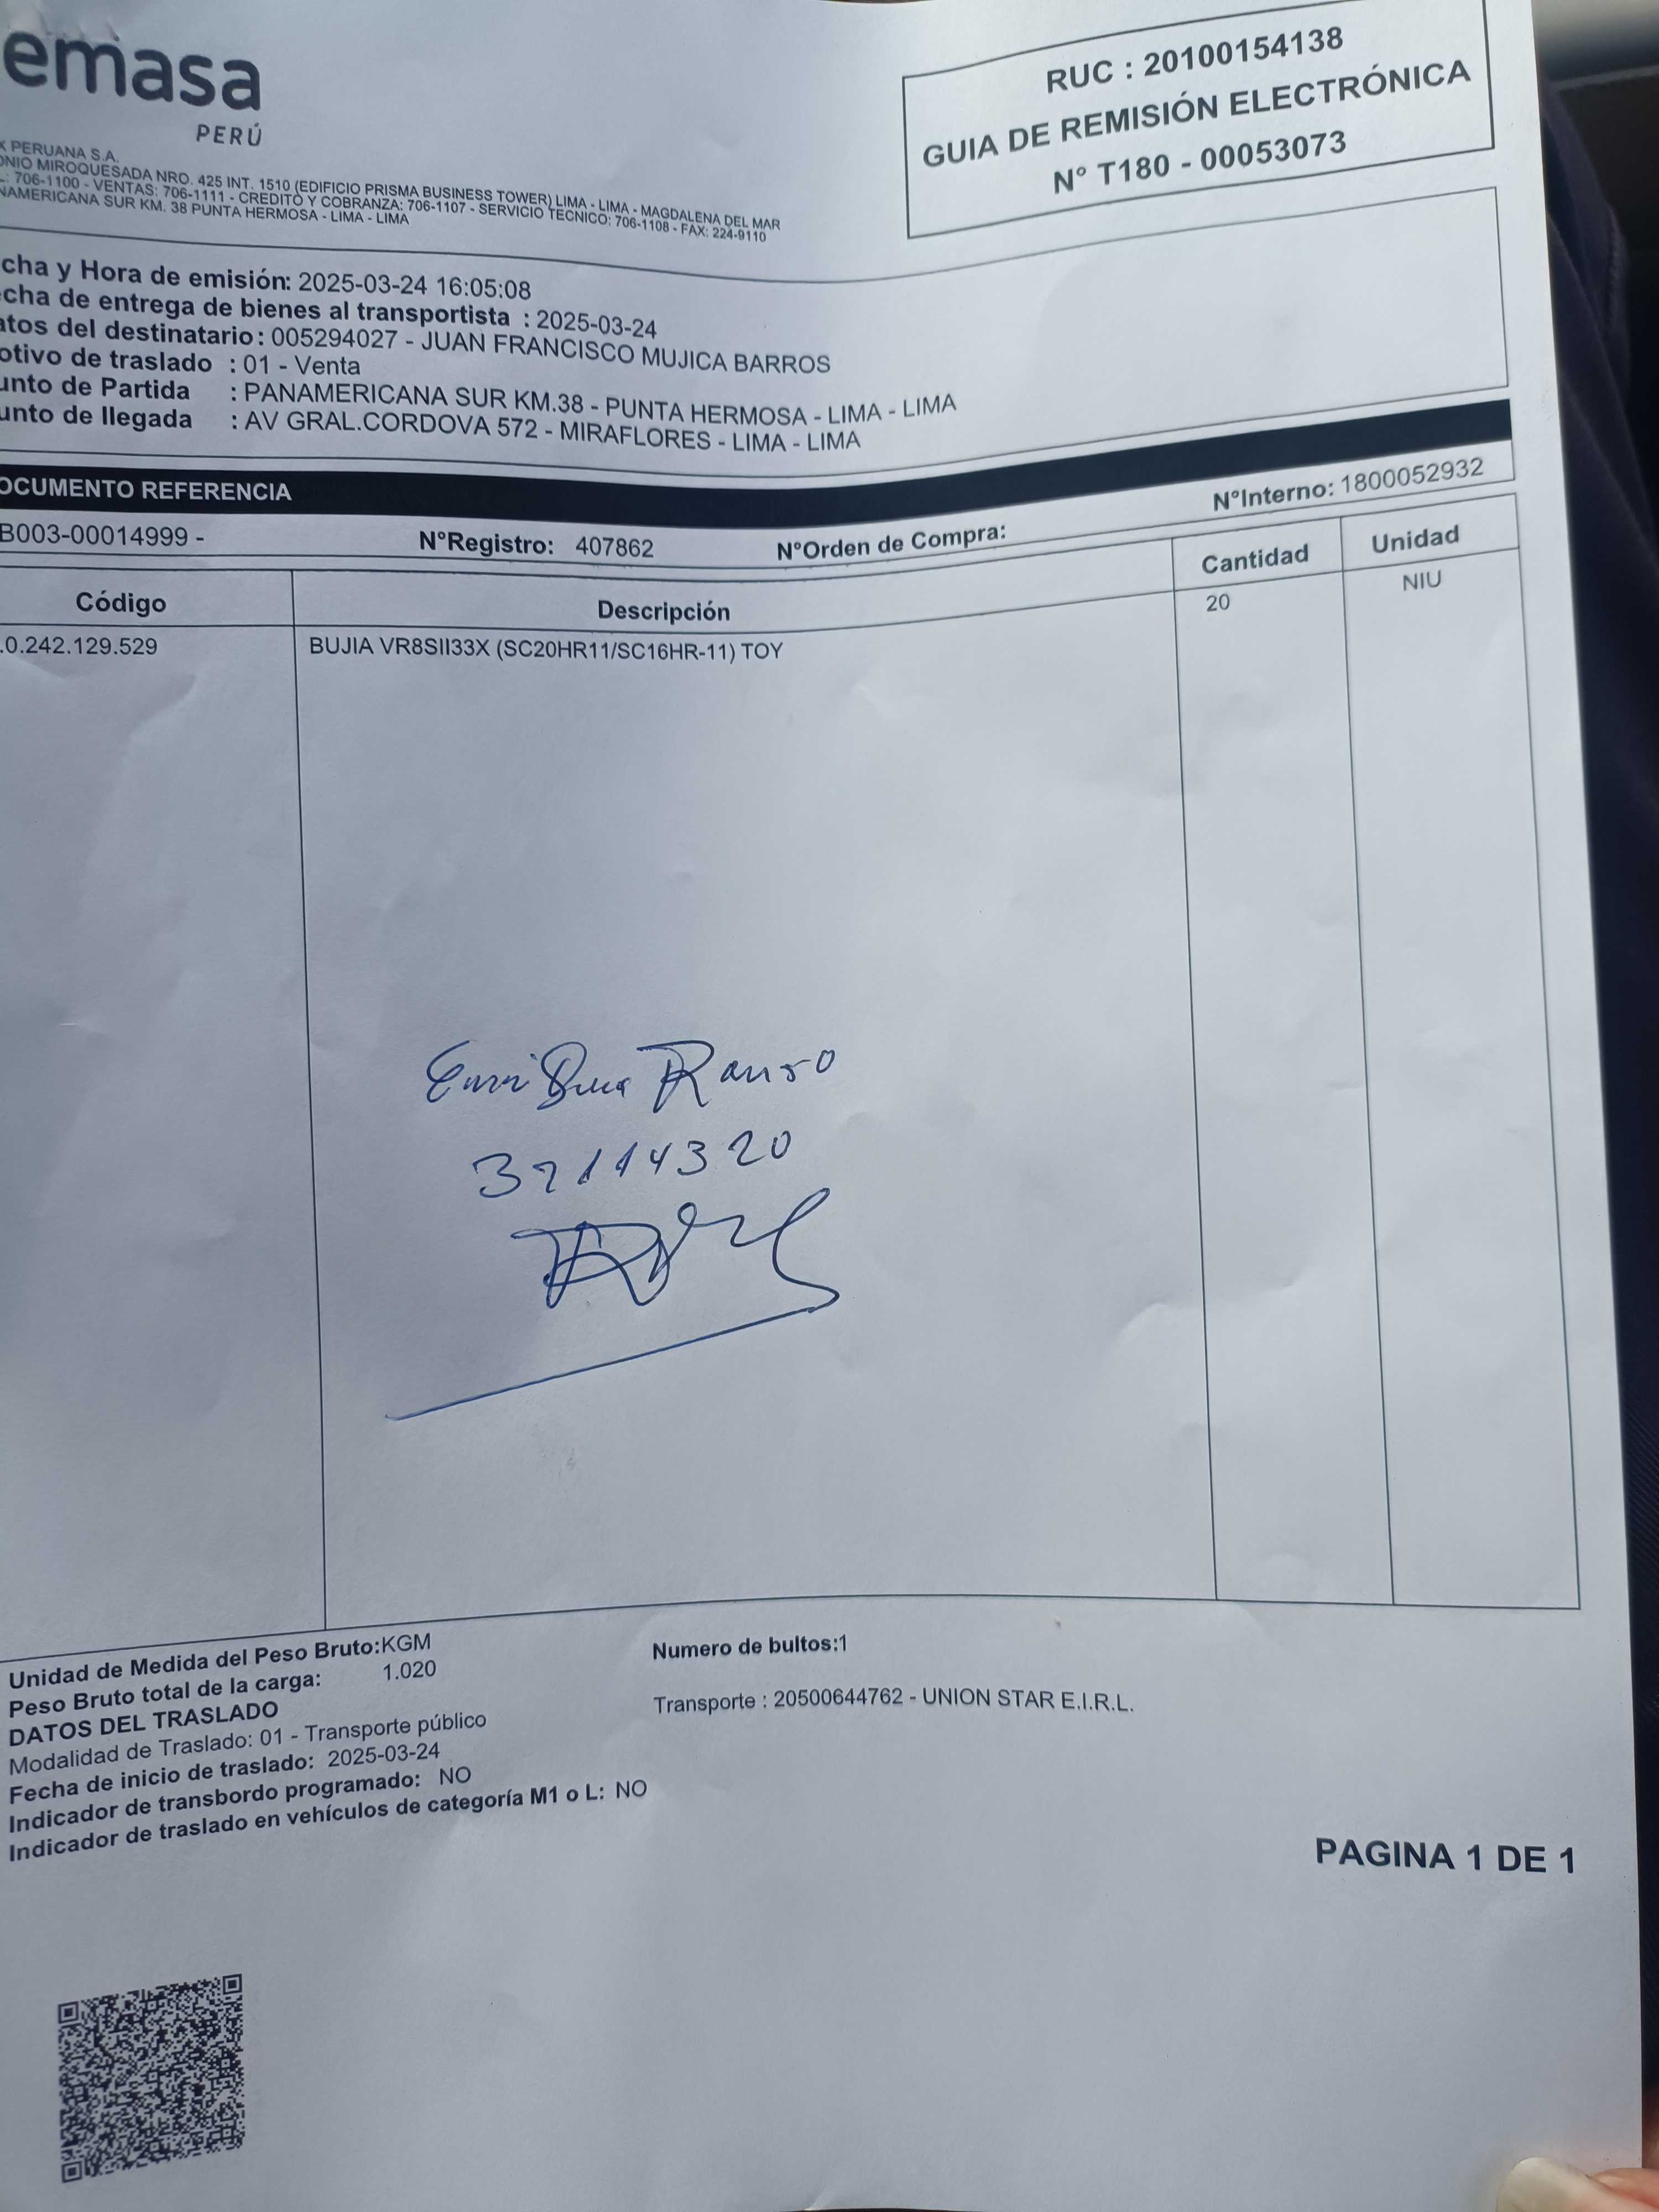 emasa
PERÚ
RUC : 20100154138
GUIA DE REMISIÓN ELECTRÓNICA
N° T180 - 00053073
X PERUANA S.A.
ONIO MIROQUESADA NRO. 425 INT. 1510 (EDIFICIO PRISMA BUSINESS TOWER) LIMA - LIMA - MAGDALENA DEL MAR
L: 706-1100 - VENTAS: 706-1111 - CREDITO Y COBRANZA: 706-1107 - SERVICIO TECNICO: 706-1108 - FAX: 224-9110
NAMERICANA SUR KM. 38 PUNTA HERMOSA - LIMA - LIMA
cha y Hora de emisión: 2025-03-24 16:05:08
cha de entrega de bienes al transportista : 2025-03-24
atos del destinatario : 005294027 - JUAN FRANCISCO MUJICA BARROS
otivo de traslado : 01 - Venta
unto de Partida : PANAMERICANA SUR KM.38 - PUNTA HERMOSA - LIMA - LIMA
unto de llegada : AV GRAL.CORDOVA 572 - MIRAFLORES - LIMA - LIMA
OCUMENTO REFERENCIA
B003-00014999 - N°Registro: 407862 N°Orden de Compra: N°Interno: 1800052932
Código Descripción Cantidad Unidad
.0.242.129.529 BUJIA VR8SII33X (SC20HR11/SC16HR-11) TOY 20 NIU
Unidad de Medida del Peso Bruto:KGM
Peso Bruto total de la carga: 1.020
DATOS DEL TRASLADO
Modalidad de Traslado: 01 - Transporte público
Fecha de inicio de traslado: 2025-03-24
Indicador de transbordo programado: NO
Indicador de traslado en vehículos de categoría M1 o L: NO
Numero de bultos:1
Transporte : 20500644762 - UNION STAR E.I.R.L.
PAGINA 1 DE 1